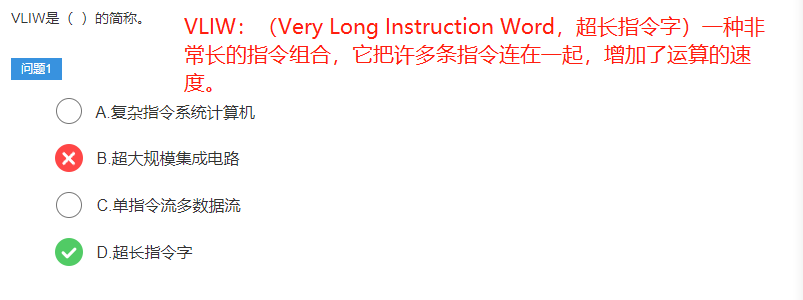 VLIW是（ ）的简称。
VLIW：（Very Long Instruction Word，超长指令字）一种非
常长的指令组合，它把许多条指令连在一起，增加了运算的速
度。
问题1
A.复杂指令系统计算机
B.超大规模集成电路
C.单指令流多数据流
D.超长指令字